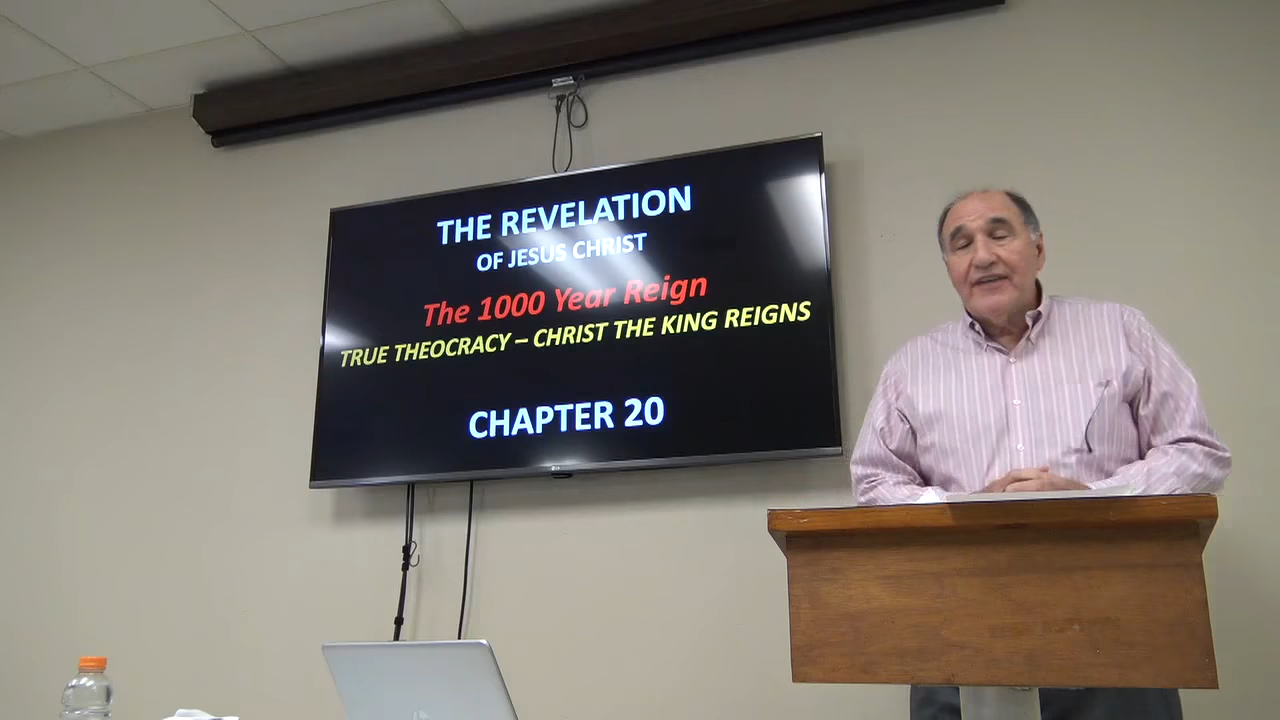 THE REVELATION
OF JESUS CHRIST
The 1000 Year Reign
TRUE THEOCRACY – CHRIST THE KING REIGNS
CHAPTER 20